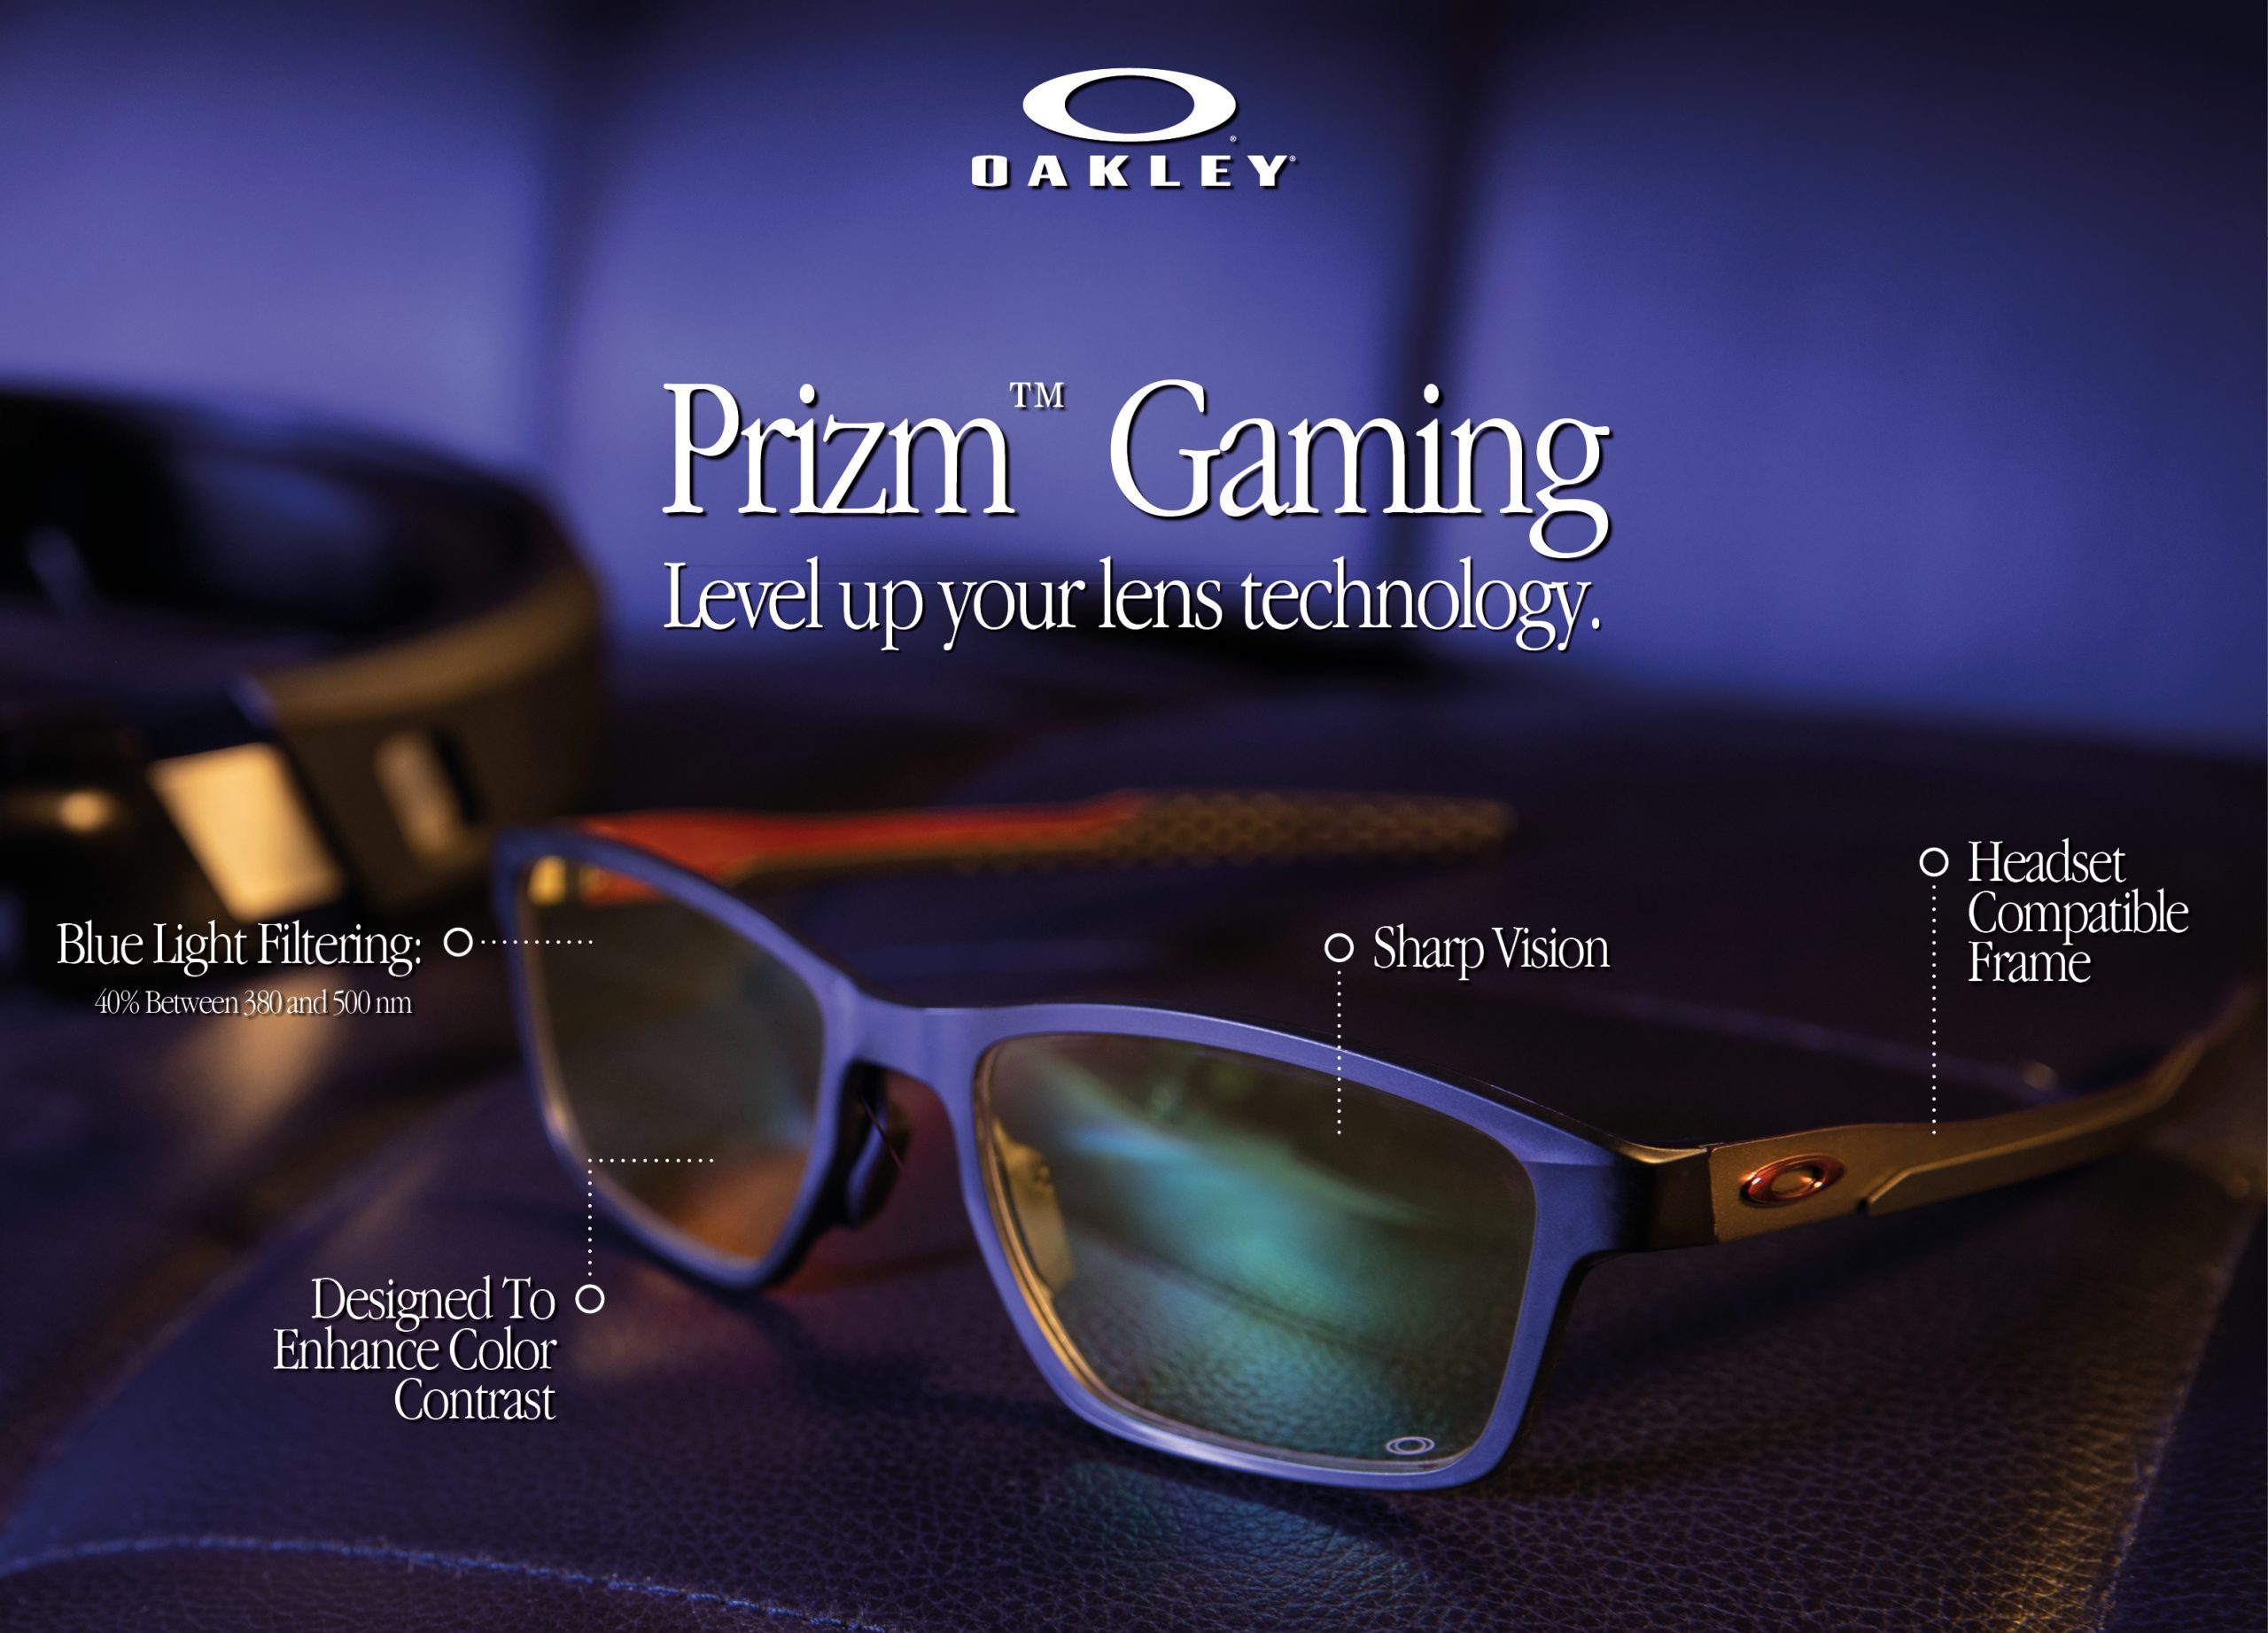 OAKLEY®
Prizm™ Gaming
Level up your lens technology.
Headset
Compatible
Frame
Blue Light Filtering:
40% Between 380 and 500 nm
Sharp Vision
Designed To
Enhance Color
Contrast